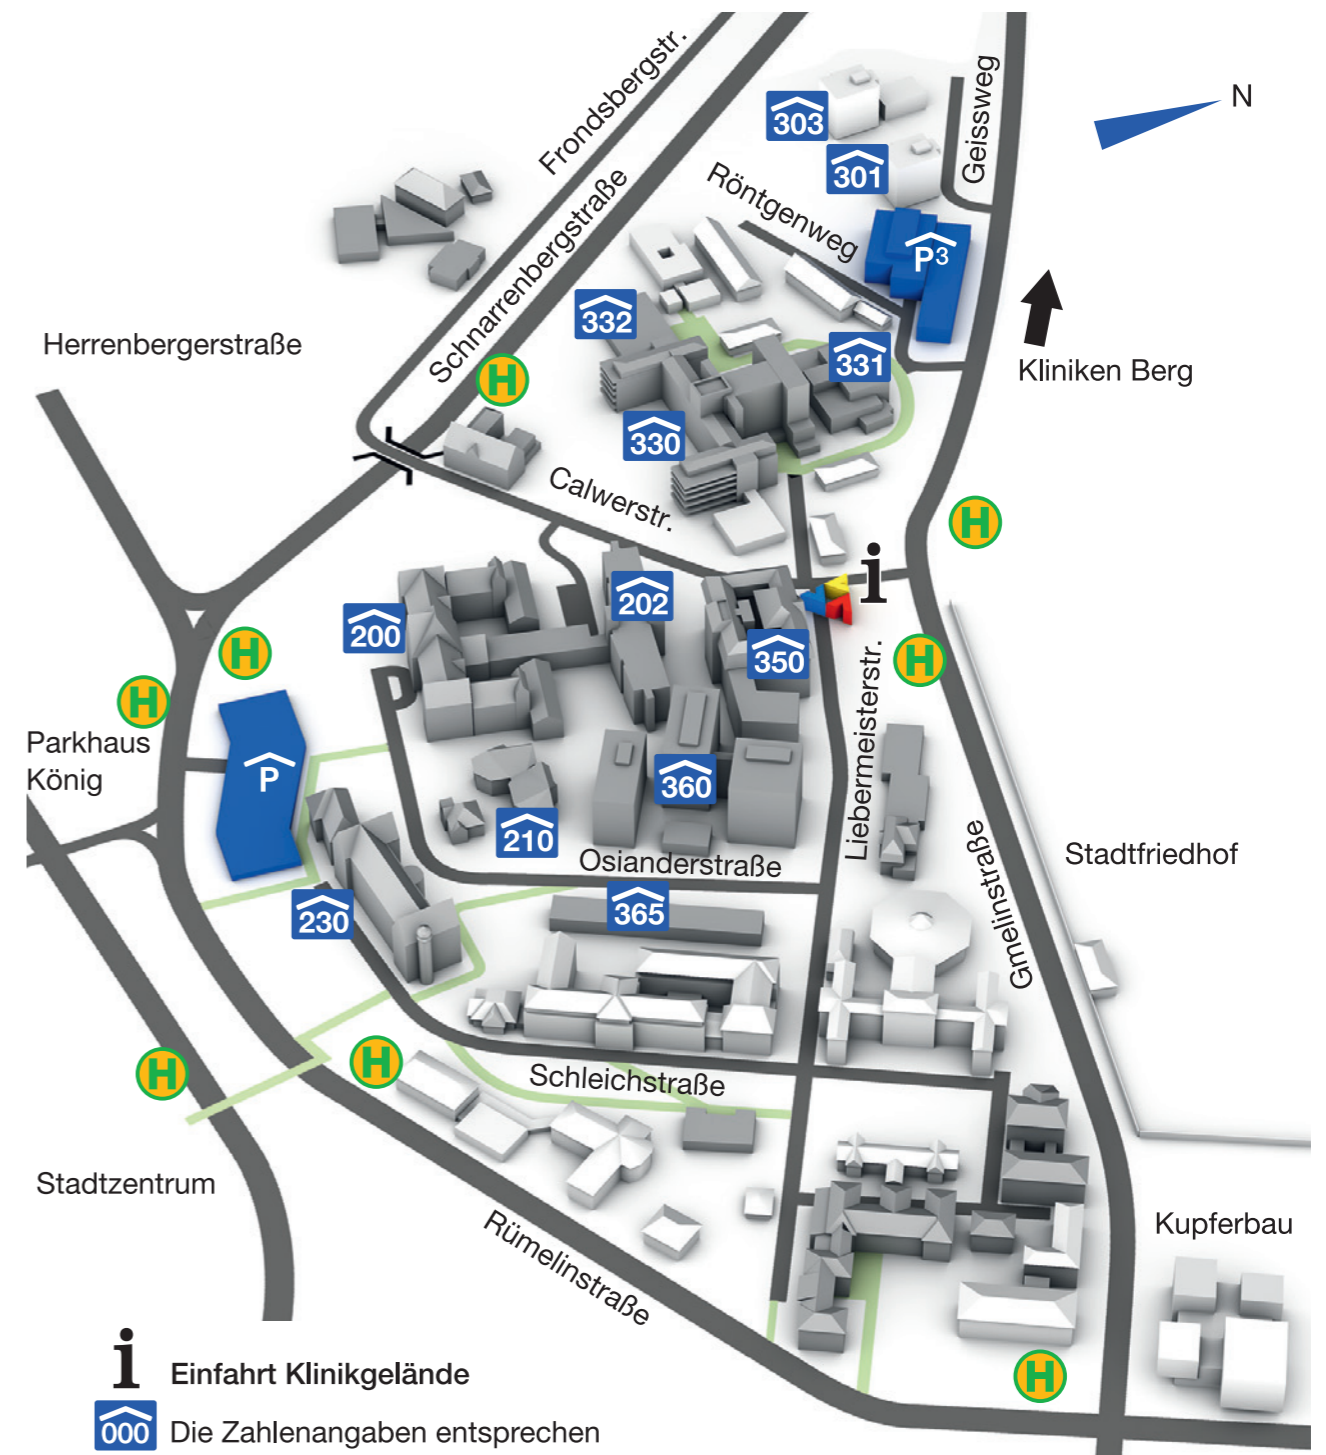 Frondsbergstr.
Geissweg
N
303
301
Röntgenweg
Schnarrenbergstraße
P3
332
Herrenbergerstraße
331
H
Kliniken Berg
330
Calwerstr.
H
i
202
200
350
H
H
Liebermeisterstr.
H
Parkhaus
König
P
360
210
Gmelinstraße
Stadtfriedhof
Osianderstraße
365
230
H
H
Schleichstraße
Stadtzentrum
Rümelinstraße
Kupferbau
i Einfahrt Klinikgelände
H
000 Die Zahlenangaben entsprechen